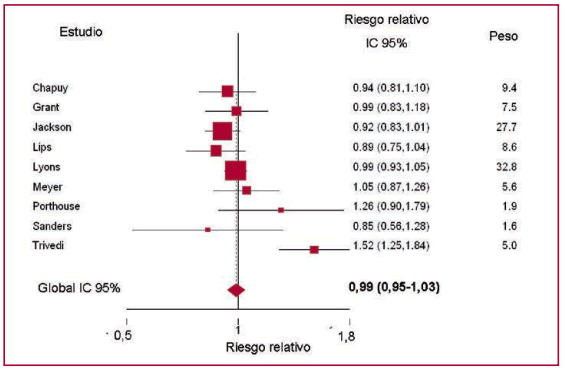 Estudio Riesgo relativo IC 95% Peso
Chapuy 0.94 (0.81,1.10) 9.4
Grant 0.99 (0.83,1.18) 7.5
Jackson 0.92 (0.83,1.01) 27.7
Lips 0.89 (0.75,1.04) 8.6
Lyons 0.99 (0.93,1.05) 32.8
Meyer 1.05 (0.87,1.26) 5.6
Porthouse 1.26 (0.90,1.79) 1.9
Sanders 0.85 (0.56,1.28) 1.6
Trivedi 1.52 (1.25,1.84) 5.0
Global IC 95% 0,99 (0,95-1,03)
0,5 1 1,8
Riesgo relativo